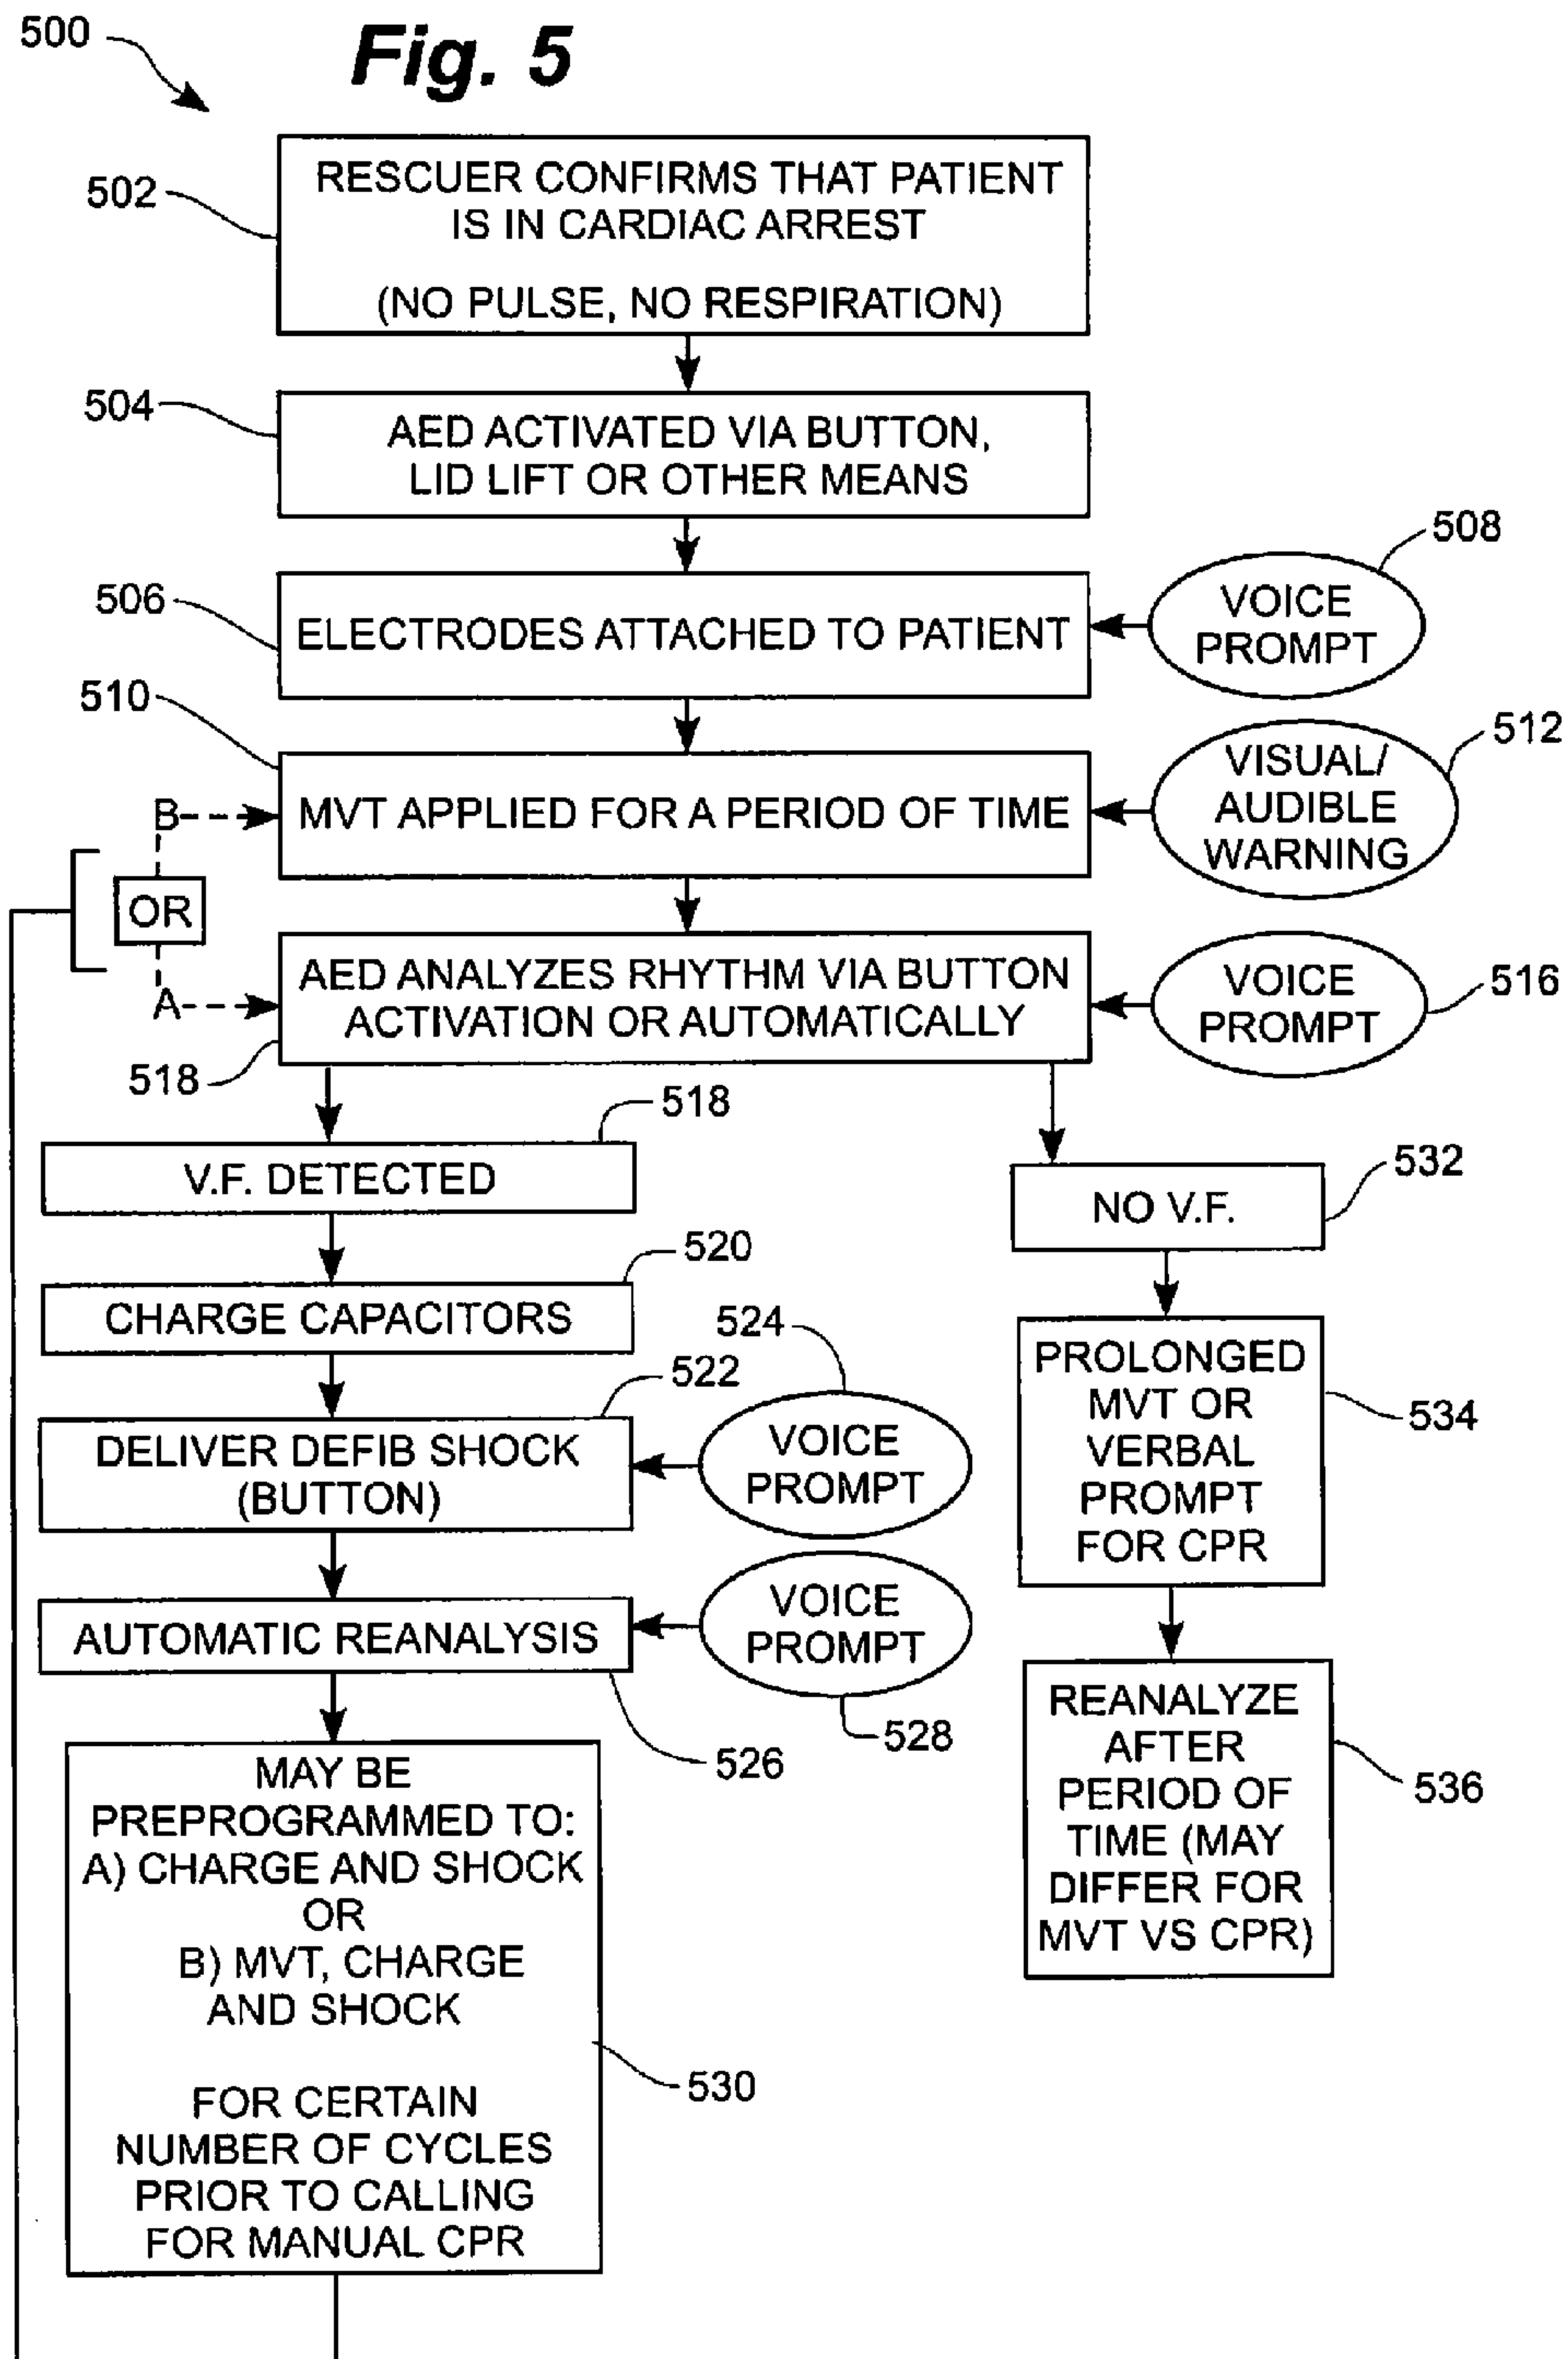 500
Fig. 5
502
RESCUER CONFIRMS THAT PATIENT
IS IN CARDIAC ARREST
(NO PULSE, NO RESPIRATION)
504
AED ACTIVATED VIA BUTTON,
LID LIFT OR OTHER MEANS
506
ELECTRODES ATTACHED TO PATIENT
508
VOICE
PROMPT
510
MVT APPLIED FOR A PERIOD OF TIME
512
VISUAL/
AUDIBLE
WARNING
B
OR
A
AED ANALYZES RHYTHM VIA BUTTON
ACTIVATION OR AUTOMATICALLY
516
VOICE
PROMPT
518
518
V.F. DETECTED
532
NO V.F.
520
CHARGE CAPACITORS
524
522
DELIVER DEFIB SHOCK
(BUTTON)
VOICE
PROMPT
534
PROLONGED
MVT OR
VERBAL
PROMPT
FOR CPR
AUTOMATIC REANALYSIS
VOICE
PROMPT
528
526
REANALYZE
AFTER
PERIOD OF
TIME (MAY
DIFFER FOR
MVT VS CPR)
536
MAY BE
PREPROGRAMMED TO:
A) CHARGE AND SHOCK
OR
B) MVT, CHARGE
AND SHOCK
FOR CERTAIN
NUMBER OF CYCLES
PRIOR TO CALLING
FOR MANUAL CPR
530